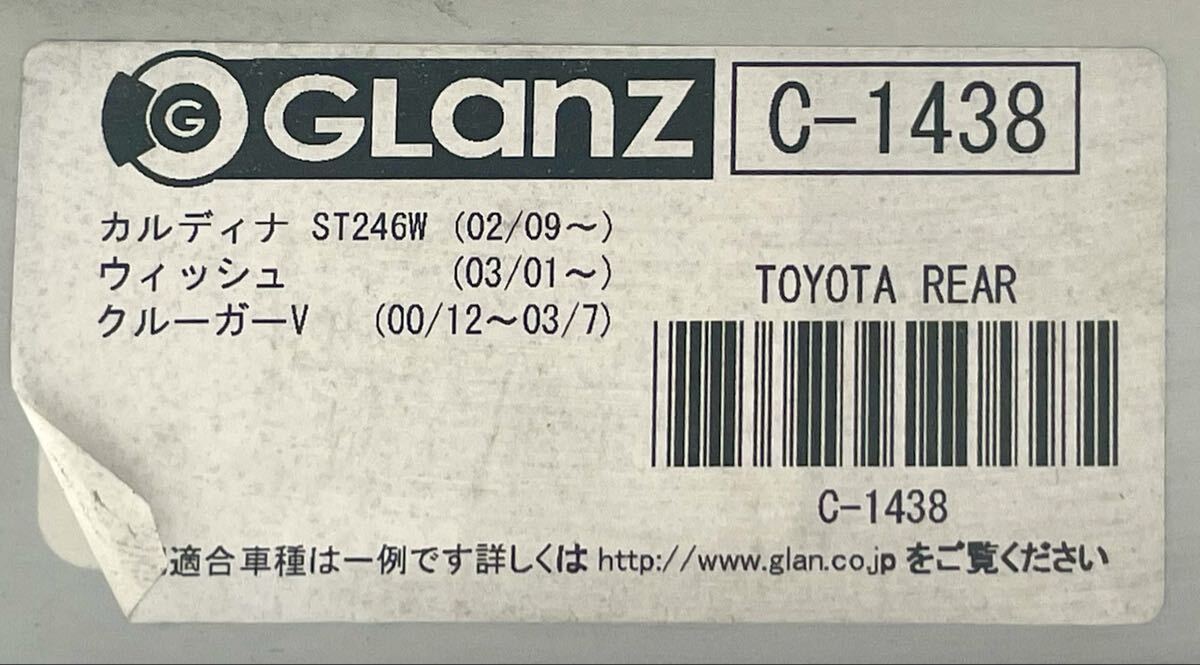 G GLanz C-1438
カルディナ ST246W (02/09～)
ウィッシュ (03/01～)
クルーガーV (00/12～03/7)
TOYOTA REAR
C-1438
適合車種は一例です詳しくは http://www.glan.co.jp をご覧ください